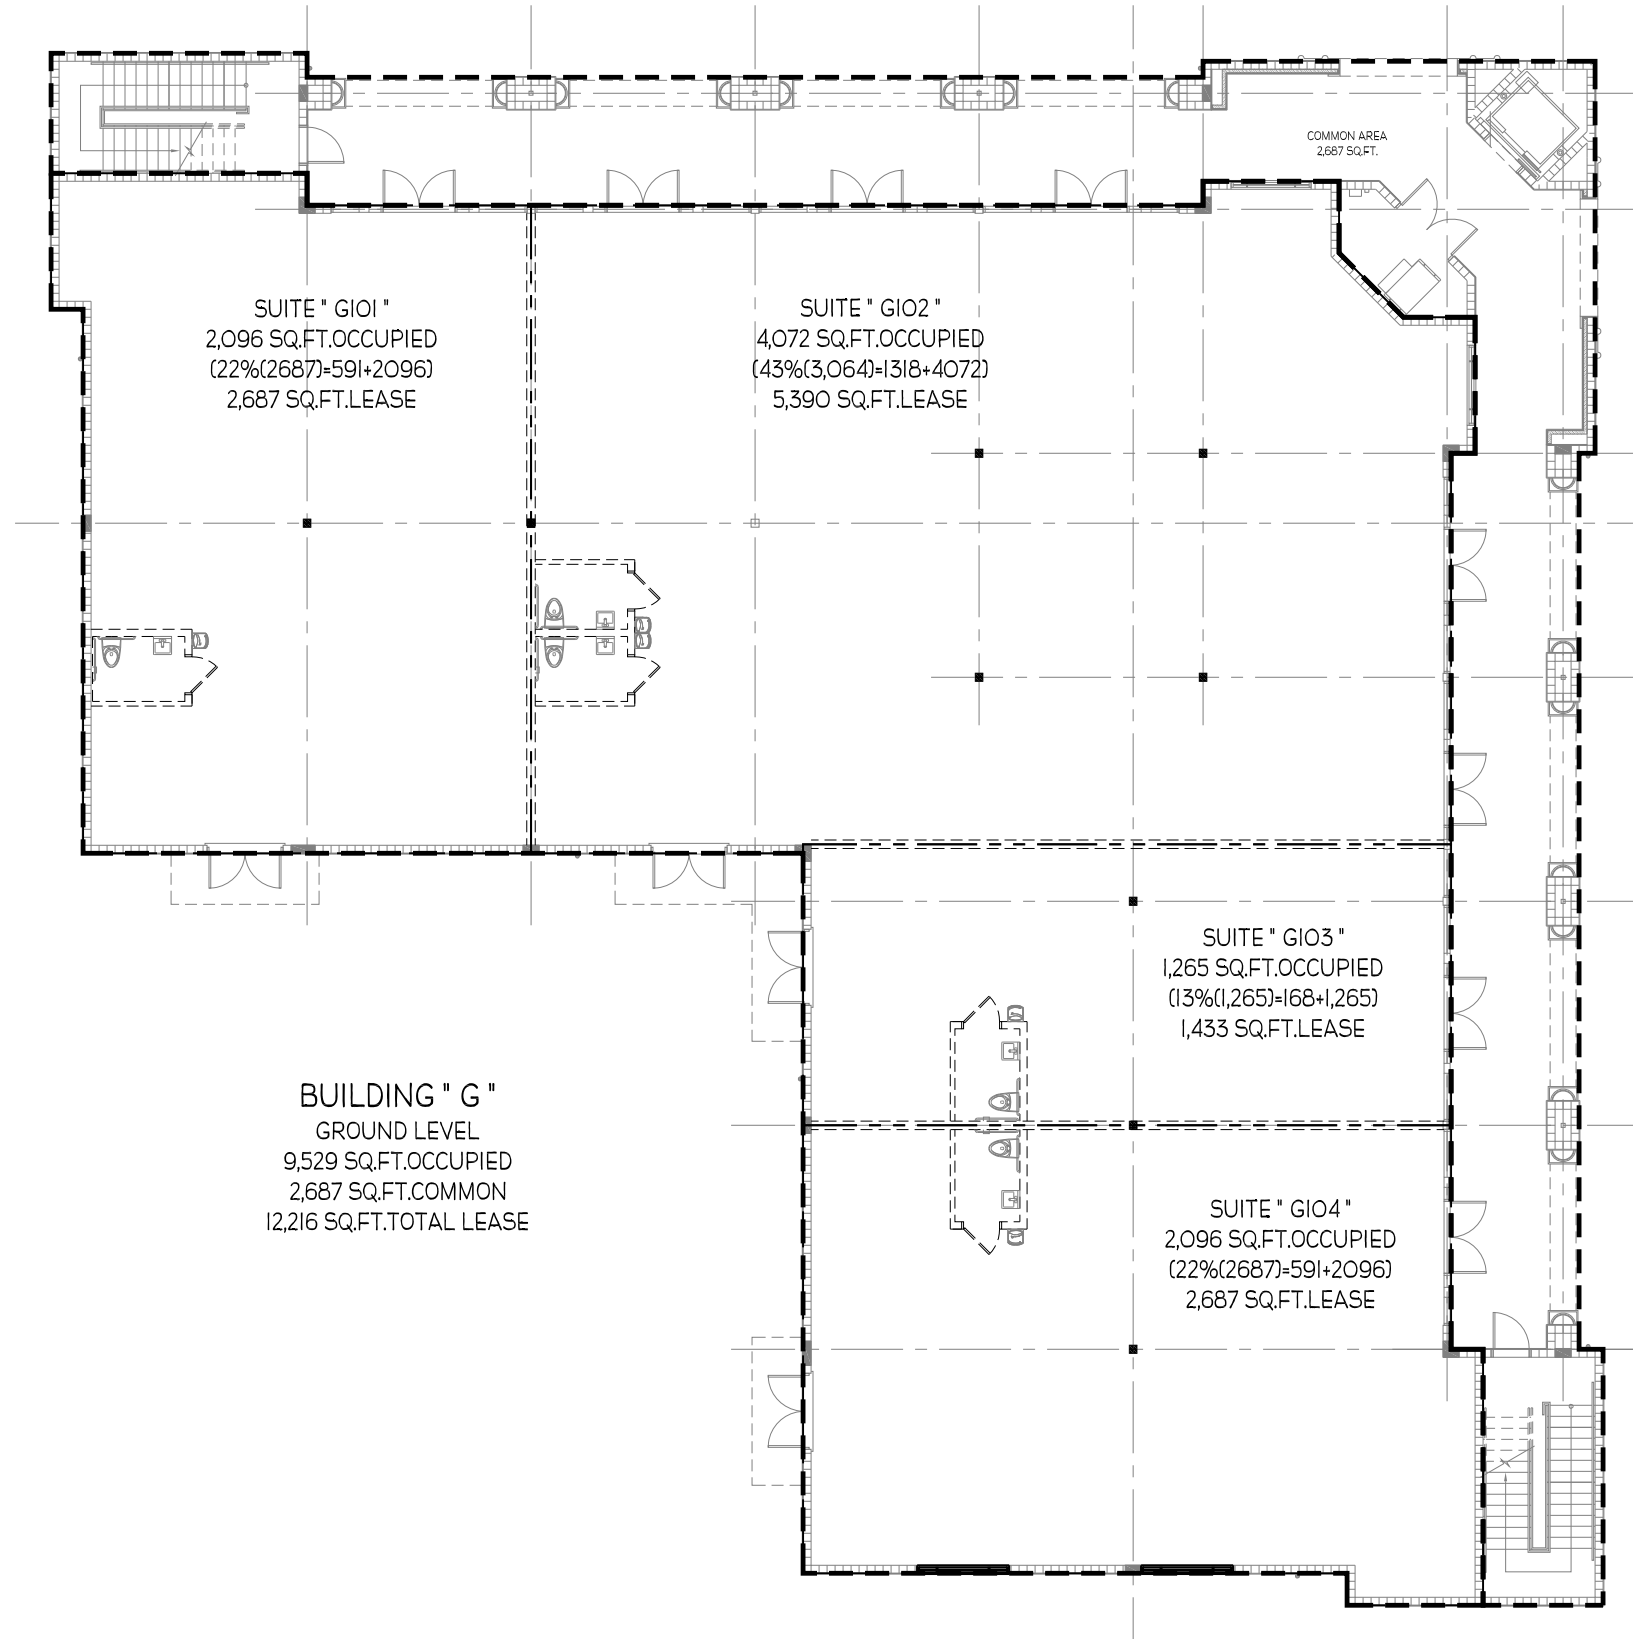 COMMON AREA
2,687 SQ.FT.
SUITE " G101 "
2,096 SQ.FT.OCCUPIED
(22%(2687)=591+2096)
2,687 SQ.FT.LEASE
SUITE " G102 "
4,072 SQ.FT.OCCUPIED
(43%(3,064)=1318+4072)
5,390 SQ.FT.LEASE
SUITE " G103 "
1,265 SQ.FT.OCCUPIED
(13%(1,265)=168+1,265)
1,433 SQ.FT.LEASE
BUILDING " G "
GROUND LEVEL
9,529 SQ.FT.OCCUPIED
2,687 SQ.FT.COMMON
12,216 SQ.FT.TOTAL LEASE
SUITE " G104 "
2,096 SQ.FT.OCCUPIED
(22%(2687)=591+2096)
2,687 SQ.FT.LEASE